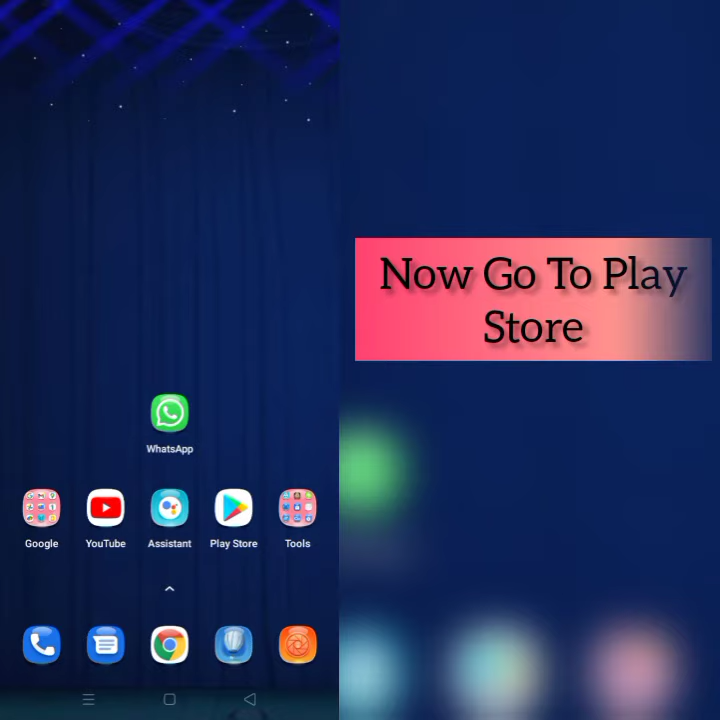 Now Go To Play
Store
WhatsApp
Google
YouTube
Assistant
Play Store
Tools